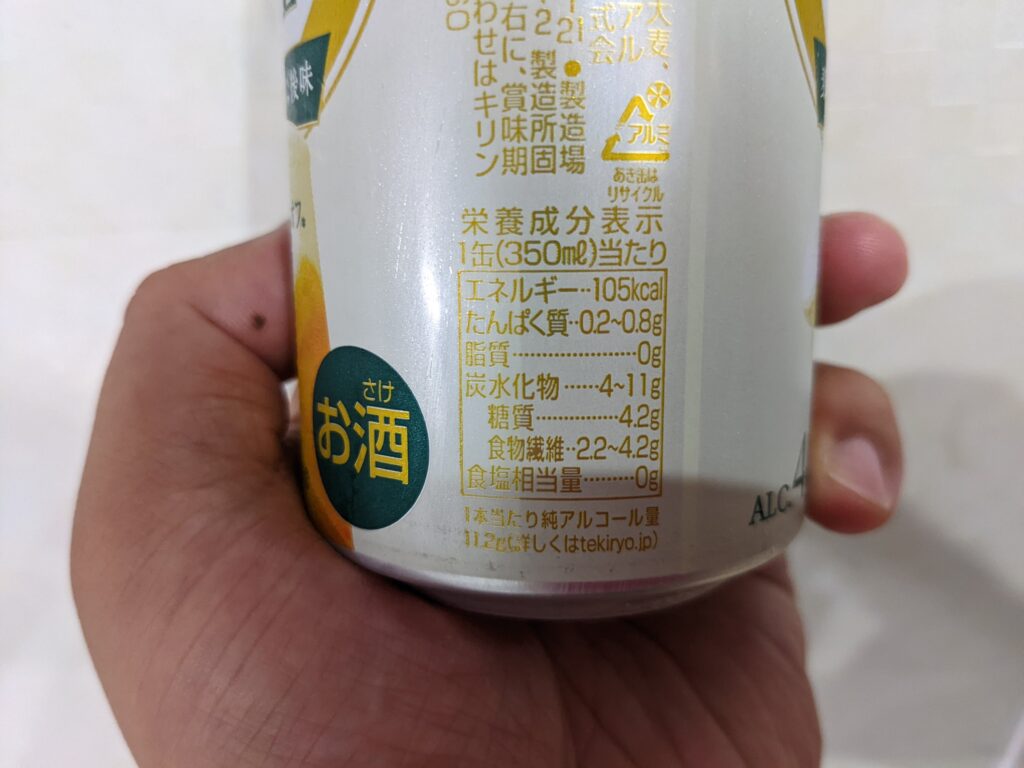 後味
オフ。
大麦、
アル
式会
21●製造場
2 製造所固
右に、賞味期
わせはキリン
アルミ
あき缶は
リサイクル
栄養成分表示
1缶(350㎖)当たり
エネルギー‥105kcal
たんぱく質‥0.2~0.8g
脂質………………0g
炭水化物……4~11g
糖質…………4.2g
食物繊維‥2.2~4.2g
食塩相当量………0g
1本当たり純アルコール量
11.2g(詳しくはtekiryo.jp)
さけ
お酒
ALC.4